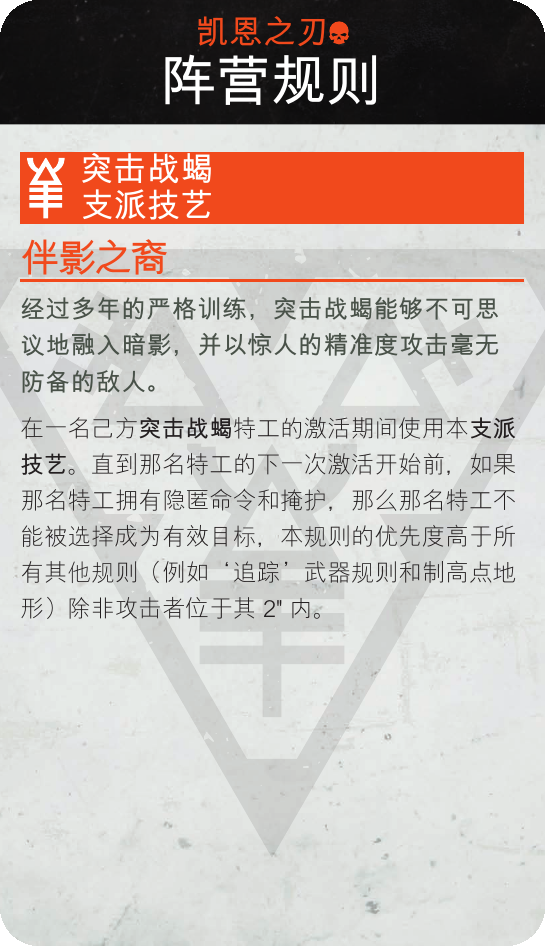 凯恩之刃
阵营规则
突击战蝎
支派技艺
伴影之裔
经过多年的严格训练，突击战蝎能够不可思
议地融入暗影，并以惊人的精准度攻击毫无
防备的敌人。
在一名己方突击战蝎特工的激活期间使用本支派
技艺。直到那名特工的下一次激活开始前，如果
那名特工拥有隐匿命令和掩护，那么那名特工不
能被选择成为有效目标，本规则的优先度高于所
有其他规则（例如‘追踪’武器规则和制高点地
形）除非攻击者位于其 2" 内。